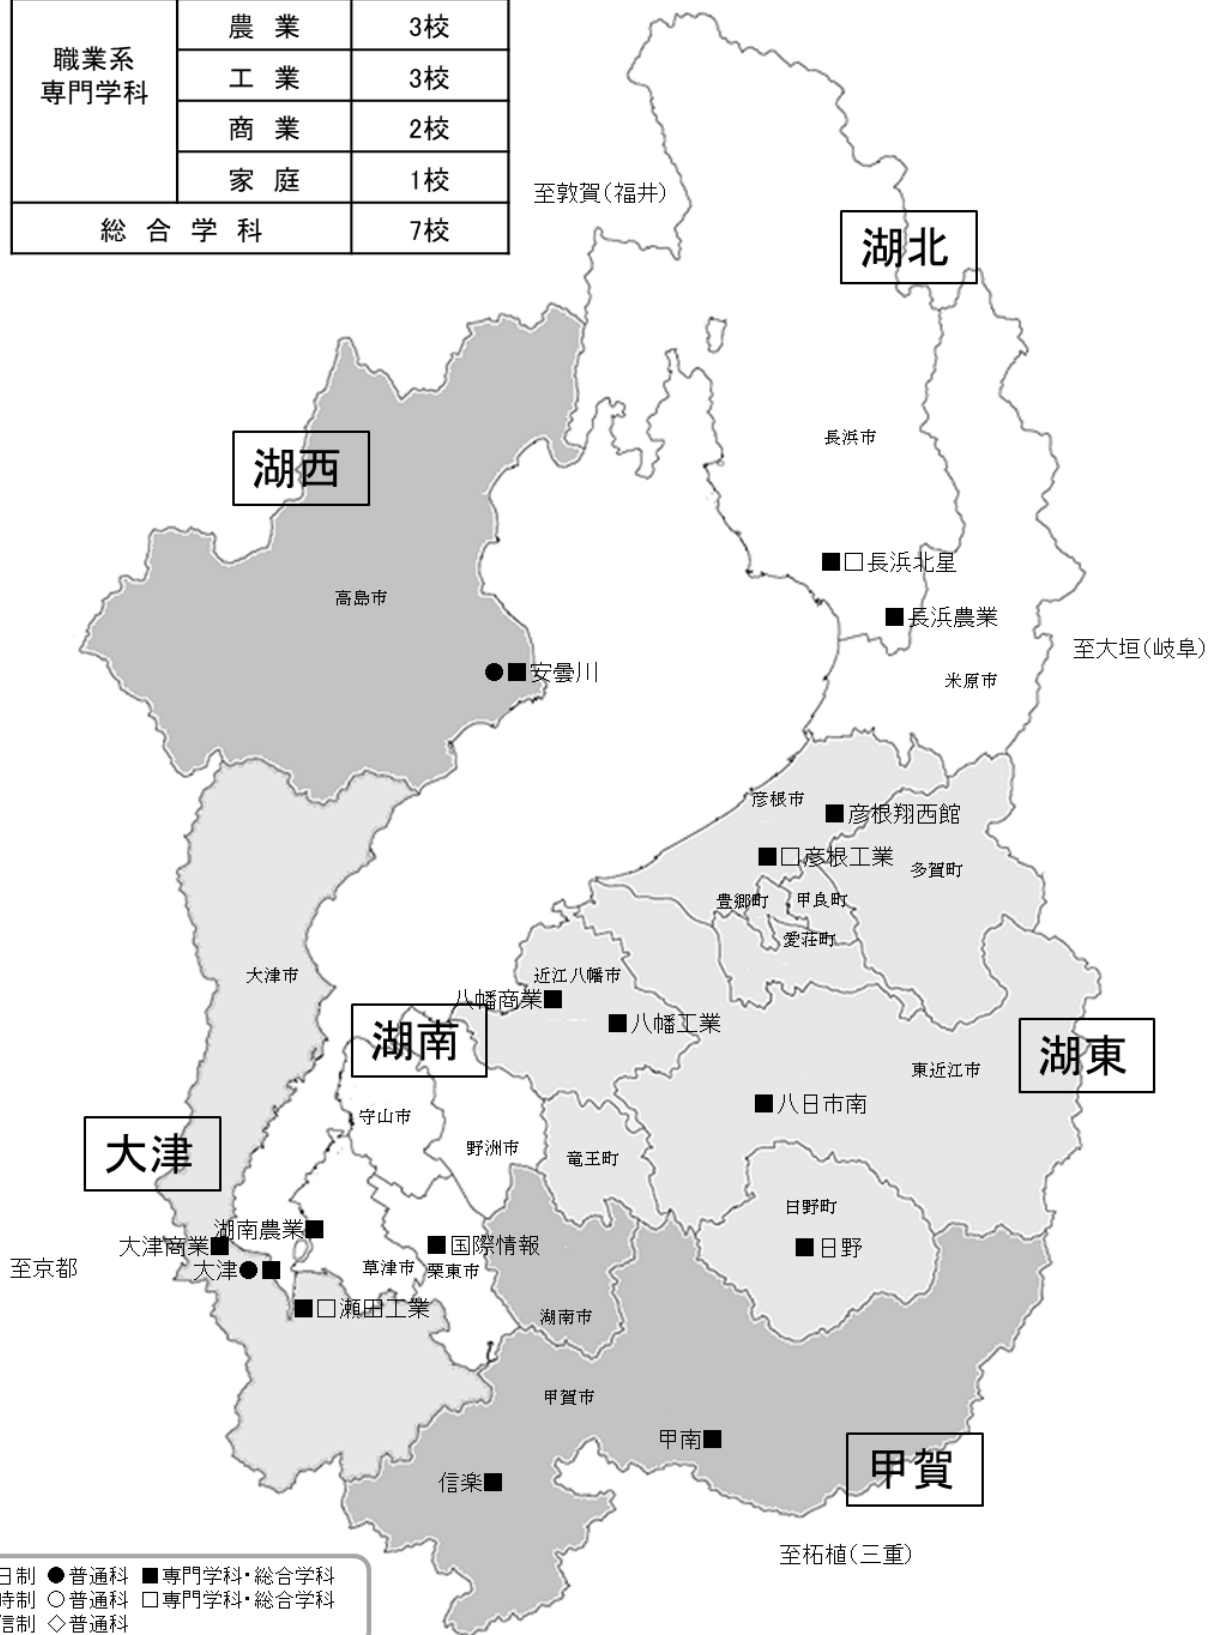 職業系
専門学科
農 業 3校
工 業 3校
商 業 2校
家 庭 1校
総 合 学 科 7校
至敦賀(福井)
湖北
湖西
長浜市
■□長浜北星
高島市
■長浜農業
至大垣(岐阜)
●■安曇川
米原市
彦根市
■彦根翔西館
■□彦根工業
多賀町
豊郷町
甲良町
愛荘町
大津市
近江八幡市
八幡商業■
■八幡工業
湖南
湖東
東近江市
八日市南
守山市
野洲市
竜王町
大津
日野町
湖南農業■
大津商業■
■国際情報
■日野
至京都
大津●■
草津市
栗東市
■□瀬田工業
湖南市
甲賀市
甲南■
甲賀
信楽■
至柘植(三重)
日制 ●普通科 ■専門学科・総合学科
時制 ○普通科 □専門学科・総合学科
信制 ◇普通科